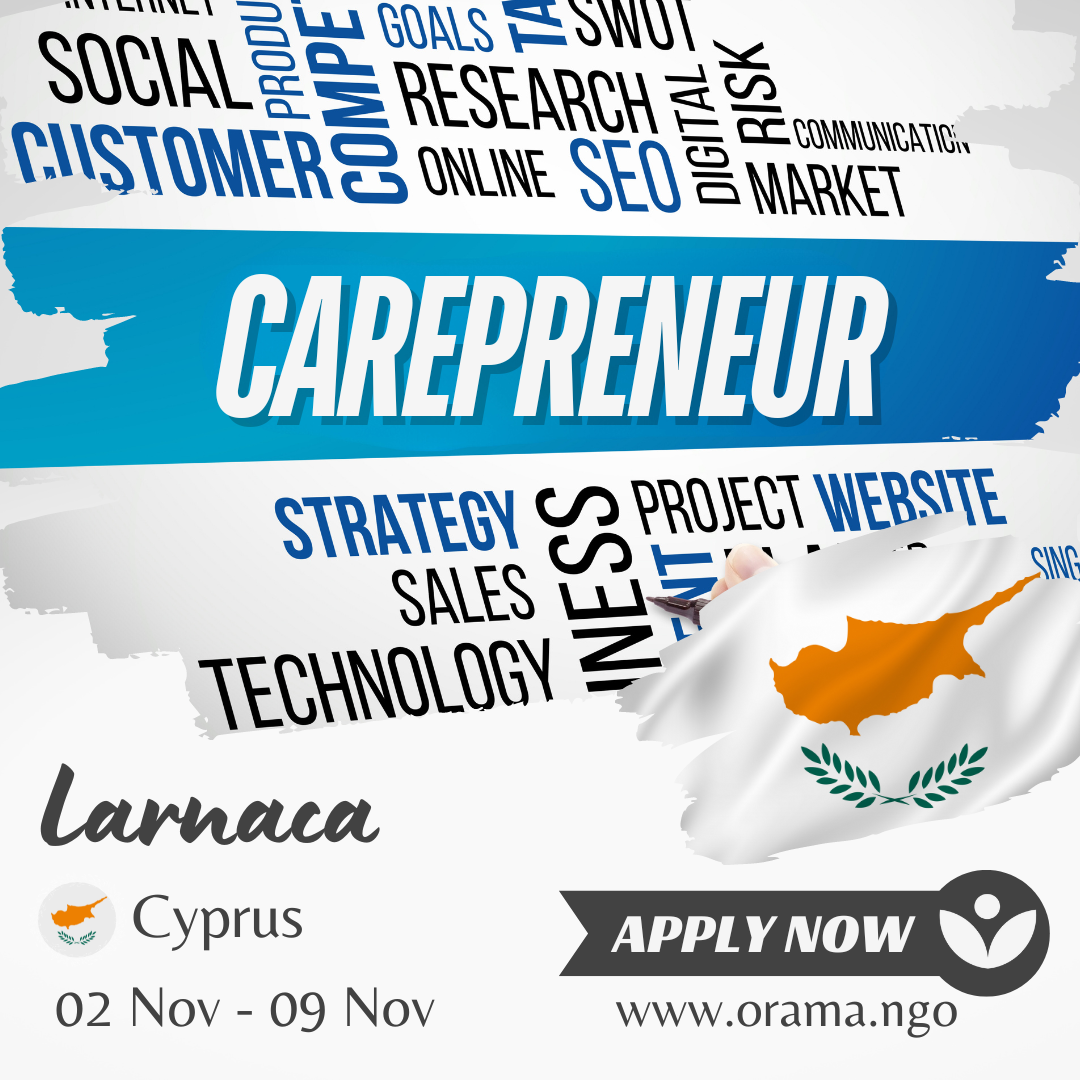 INTERNET
SOCIAL
CUSTOMER
GOALS
SWOT
RESEARCH
ONLINE
SEO
DIGITAL
RISK
COMMUNICATION
MARKET
CAREPRENEUR
STRATEGY
SALES
TECHNOLOGY
PROJECT
WEBSITE
Larnaca
Cyprus
02 Nov - 09 Nov
APPLY NOW
www.orama.ngo